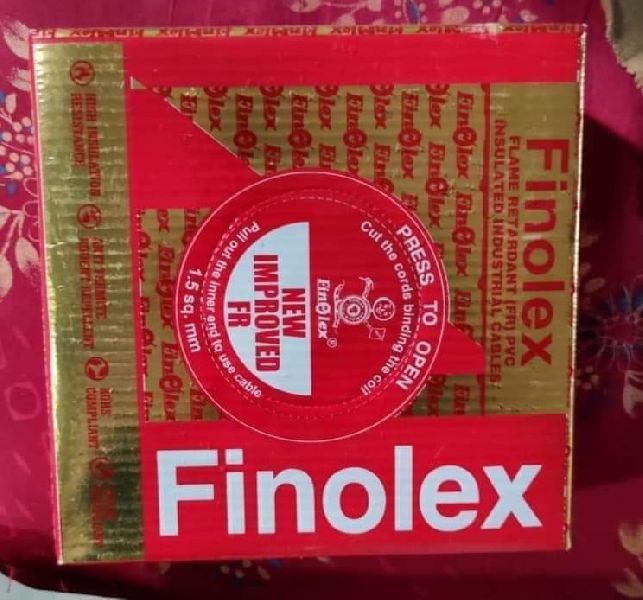 Finolex
FLAME RETARDANT (FR) PVC
INSULATED INDUSTRIAL CABLES
PRESS TO OPEN
Cut the cords binding the coil
FinOlex®
NEW
IMPROVED
FR
Pull out the inner end to use cable
1.5 sq. mm
HIGH INSULATION
RESISTANCE
ROHS
COMPLIANT
Finolex